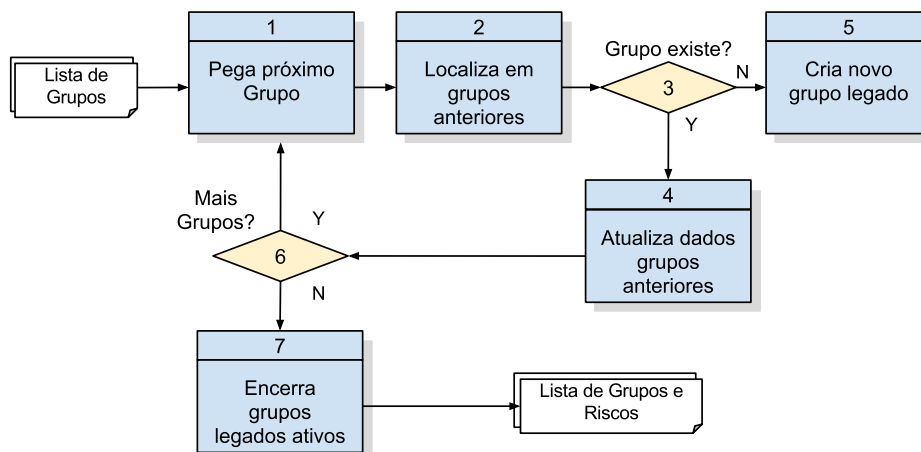 Lista de
Grupos
1
Pega próximo
Grupo
2
Localiza em
grupos
anteriores
Grupo existe?
3
N
Y
5
Cria novo
grupo legado
4
Atualiza dados
grupos
anteriores
Mais
Grupos?
Y
6
N
7
Encerra
grupos
legados ativos
Lista de Grupos e
Riscos